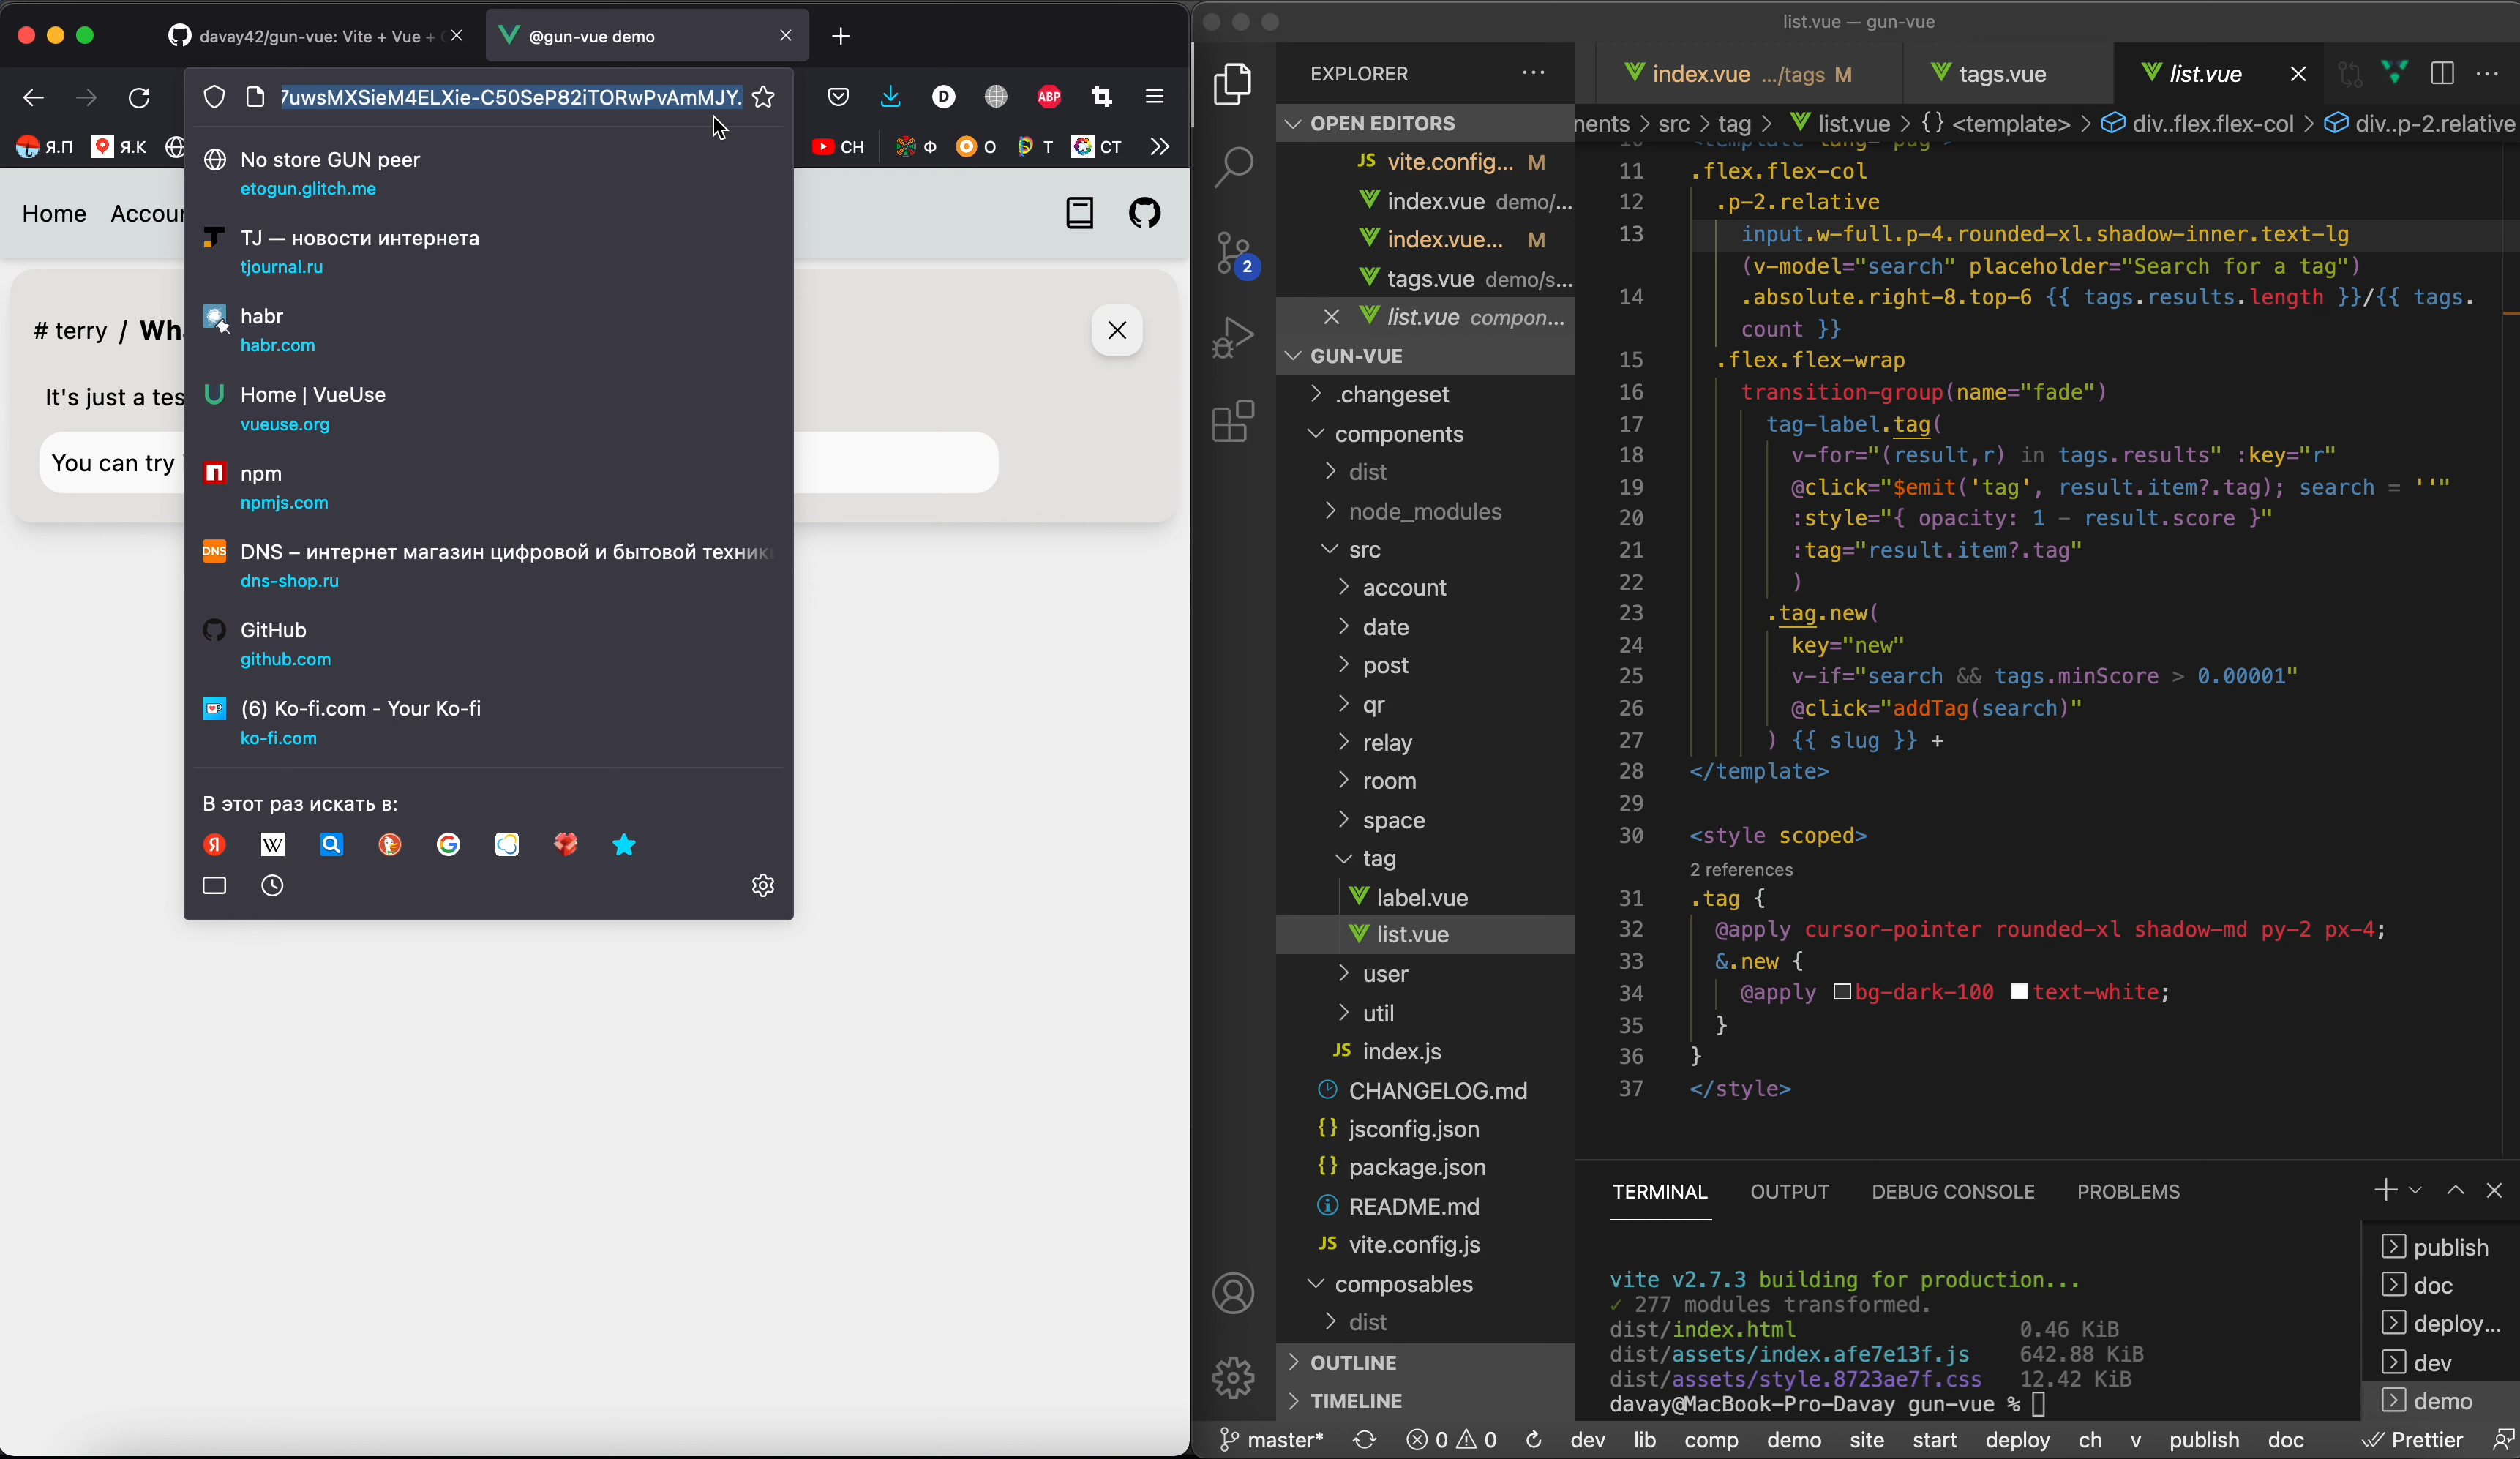 davay42/gun-vue: Vite + Vue +
@gun-vue demo
7uwsMXSieM4ELXie-C50SeP82iTORwPvAmMJY.
D
ABP
Я.П
Я.К
СН
Ф
О
Т
СТ
No store GUN peer
etogun.glitch.me
TJ — новости интернета
tjournal.ru
habr
habr.com
Home | VueUse
vueuse.org
npm
npmjs.com
DNS
DNS – интернет магазин цифровой и бытовой техник
dns-shop.ru
GitHub
github.com
(6) Ko-fi.com - Your Ko-fi
ko-fi.com
В этот раз искать в:
Я
W
G
Home
Accou
# terry / Wh
It's just a tes
You can try
list.vue — gun-vue
EXPLORER
OPEN EDITORS
JS vite.config... M
index.vue demo/...
index.vue... M
tags.vue demo/s...
list.vue compon...
2
GUN-VUE
.changeset
components
dist
node_modules
src
account
date
post
qr
relay
room
space
tag
label.vue
list.vue
user
util
JS index.js
CHANGELOG.md
{} jsconfig.json
{} package.json
README.md
JS vite.config.js
composables
dist
OUTLINE
TIMELINE
index.vue .../tags M
tags.vue
list.vue
nents > src > tag > list.vue > {} <template> > div..flex.flex-col > div..p-2.relative
11 .flex.flex-col
12 .p-2.relative
13 input.w-full.p-4.rounded-xl.shadow-inner.text-lg
(v-model="search" placeholder="Search for a tag")
14 .absolute.right-8.top-6 {{ tags.results.length }}/{{ tags.
count }}
15 .flex.flex-wrap
16 transition-group(name="fade")
17 tag-label.tag(
18 v-for="(result,r) in tags.results" :key="r"
19 @click="$emit('tag', result.item?.tag); search = ''"
20 :style="{ opacity: 1 - result.score }"
21 :tag="result.item?.tag"
22 )
23 .tag.new(
24 key="new"
25 v-if="search && tags.minScore > 0.00001"
26 @click="addTag(search)"
27 ) {{ slug }} +
28 </template>
29
30 <style scoped>
2 references
31 .tag {
32 @apply cursor-pointer rounded-xl shadow-md py-2 px-4;
33 &.new {
34 @apply bg-dark-100 text-white;
35 }
36 }
37 </style>
TERMINAL
OUTPUT
DEBUG CONSOLE
PROBLEMS
vite v2.7.3 building for production...
✓ 277 modules transformed.
dist/index.html 0.46 KiB
dist/assets/index.afe7e13f.js 642.88 KiB
dist/assets/style.8723ae7f.css 12.42 KiB
davay@MacBook-Pro-Davay gun-vue %
publish
doc
deploy...
dev
demo
master*
0
0
dev
lib
comp
demo
site
start
deploy
ch
v
publish
doc
Prettier